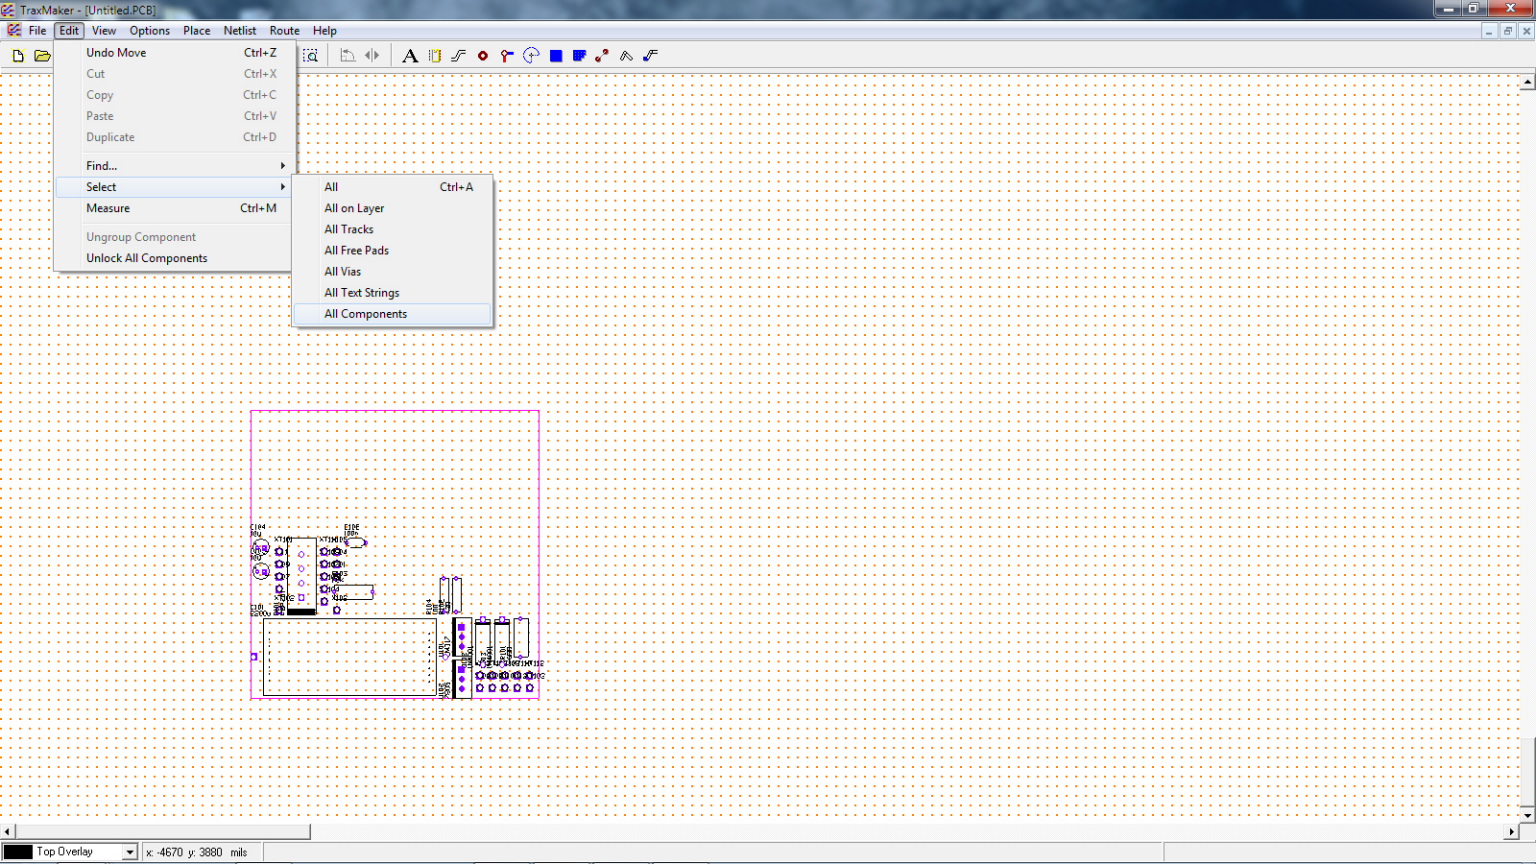 TraxMaker - [Untitled.PCB]
File Edit View Options Place Netlist Route Help
Undo Move Ctrl+Z
Cut Ctrl+X
Copy Ctrl+C
Paste Ctrl+V
Duplicate Ctrl+D
Find...
Select
Measure Ctrl+M
Ungroup Component
Unlock All Components
All Ctrl+A
All on Layer
All Tracks
All Free Pads
All Vias
All Text Strings
All Components
Top Overlay
x: -4670 y: 3880 mils